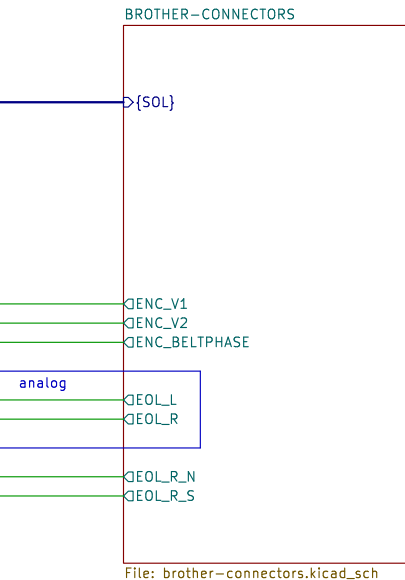 BROTHER-CONNECTORS
{SOL}
ENC_V1
ENC_V2
ENC_BELTPHASE
analog
EOL_L
EOL_R
EOL_R_N
EOL_R_S
File: brother-connectors.kicad_sch